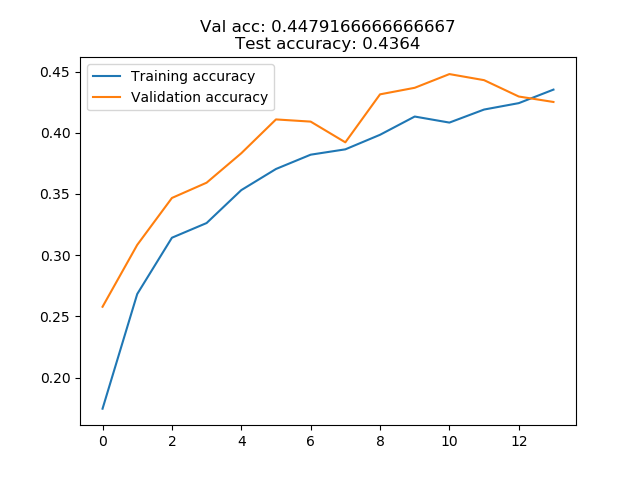 Val acc: 0.4479166666666667
Test accuracy: 0.4364
Training accuracy
Validation accuracy
0.45
0.40
0.35
0.30
0.25
0.20
0 2 4 6 8 10 12